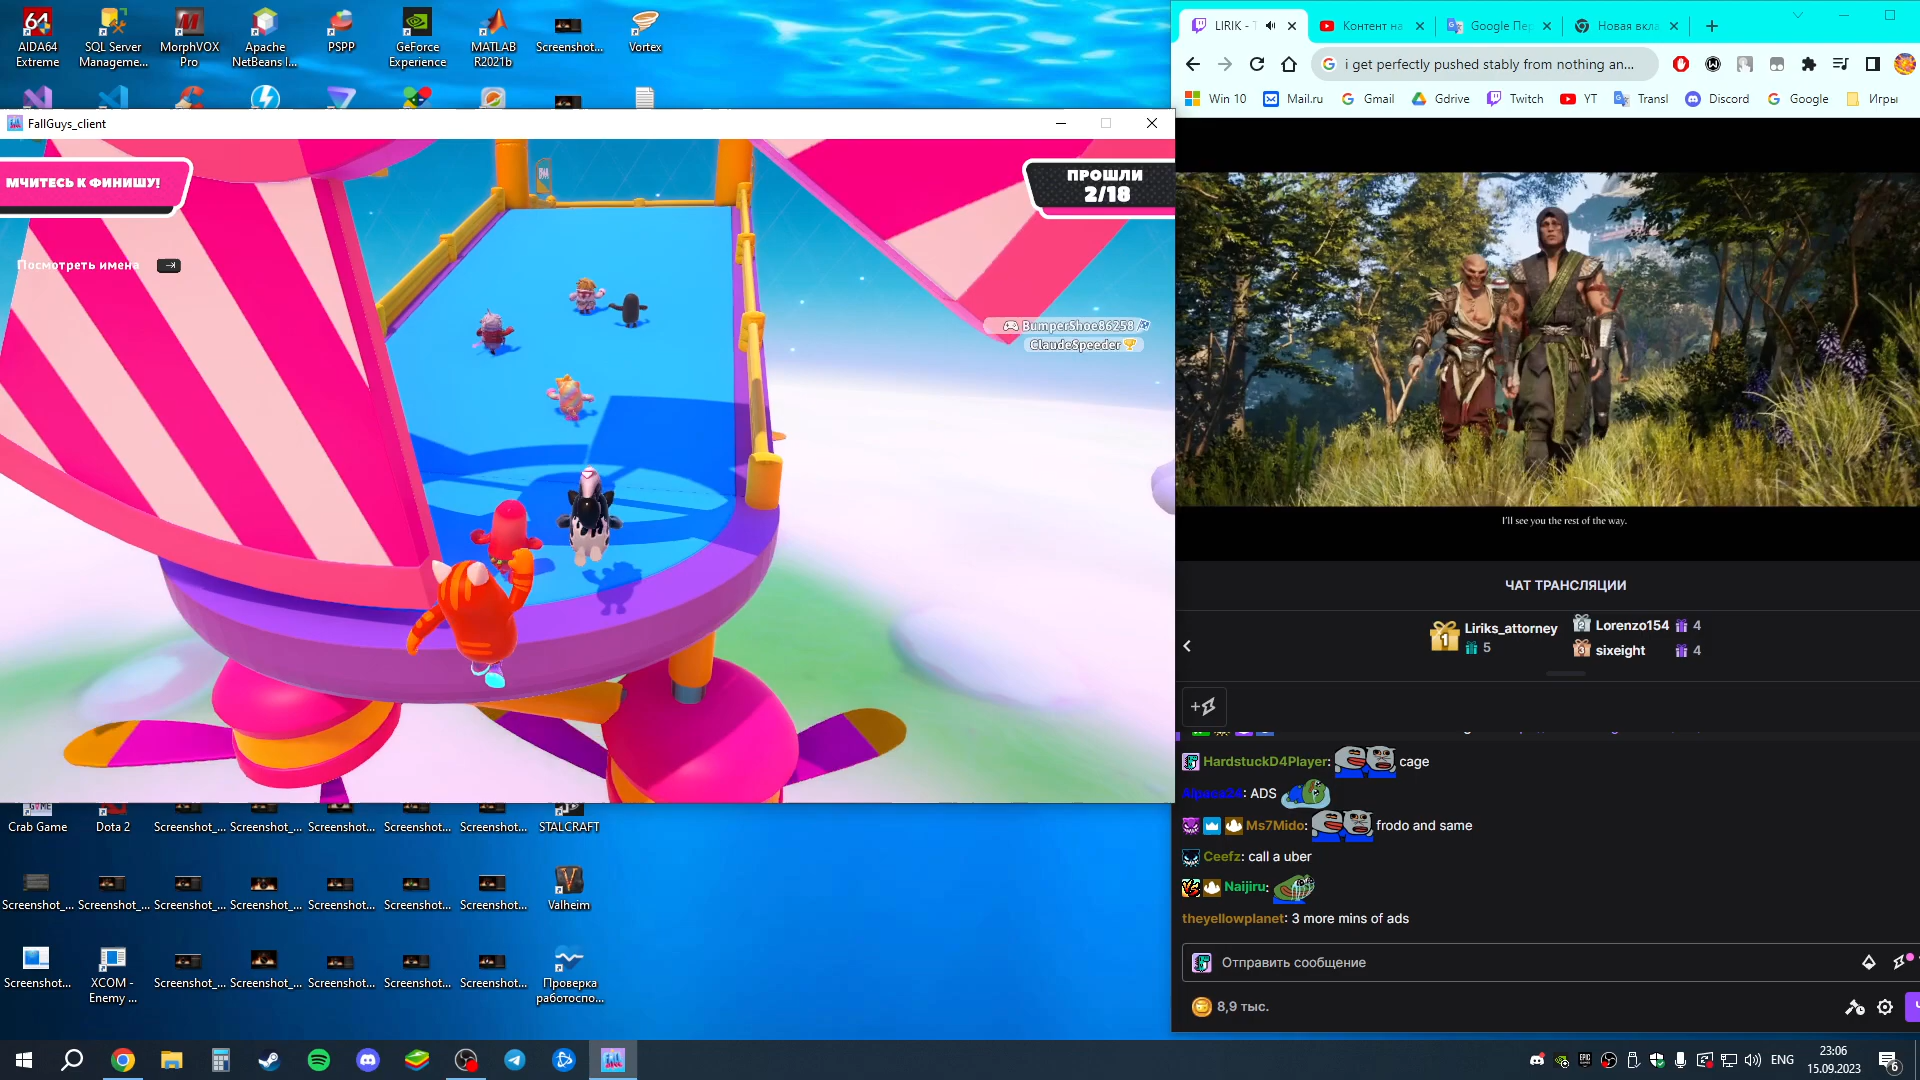 AIDA64
Extreme
SQL Server
Manageme...
MorphVOX
Pro
Apache
NetBeans I...
PSPP
GeForce
Experience
MATLAB
R2021b
Screenshot...
Vortex
FallGuys_client
МЧИТЕСЬ К ФИНИШУ!
ПРОШЛИ
2/18
Посмотреть имена
BumperShoe86258
ClaudeSpeeder
Crab Game
Dota 2
Screenshot_...
Screenshot_...
Screenshot...
Screenshot...
Screenshot...
STALCRAFT
Screenshot_...
Screenshot_...
Screenshot_...
Screenshot_...
Screenshot...
Screenshot...
Screenshot...
Valheim
Screenshot...
XCOM -
Enemy ...
Screenshot_...
Screenshot_...
Screenshot...
Screenshot...
Screenshot...
Проверка
работоспо...
LIRIK - T
Контент на
Google Пер
Новая вкла
i get perfectly pushed stably from nothing an...
Win 10
Mail.ru
Gmail
Gdrive
Twitch
YT
Transl
Discord
Google
Игры
I'll see you the rest of the way.
ЧАТ ТРАНСЛЯЦИИ
1
Liriks_attorney
5
2
Lorenzo154
4
3
sixeight
4
HardstuckD4Player: cage
Alpaca24: ADS
Ms7Mido: frodo and same
Ceefz: call a uber
Naijiru:
theyellowplanet: 3 more mins of ads
Отправить сообщение
8,9 тыс.
ENG
23:06
15.09.2023
6